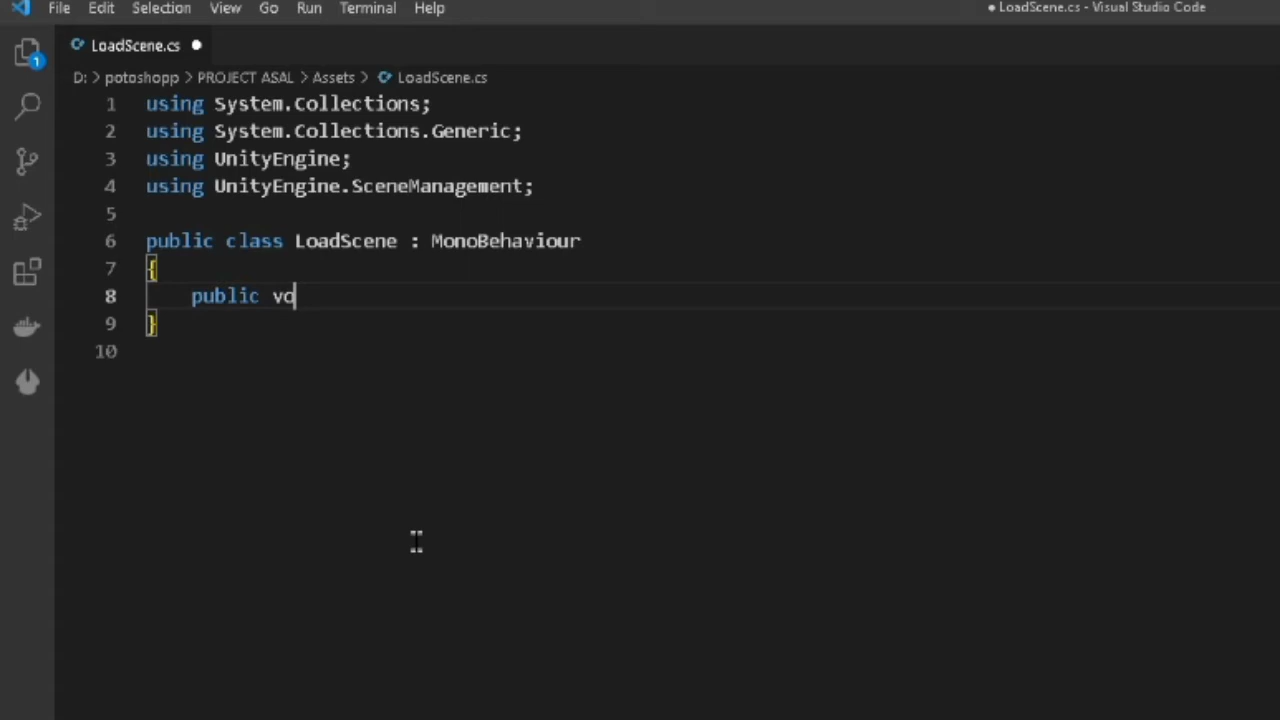 File Edit Selection View Go Run Terminal Help
● LoadScene.cs - Visual Studio Code
LoadScene.cs ●
D: > potoshopp > PROJECT ASAL > Assets > LoadScene.cs
1 using System.Collections;
2 using System.Collections.Generic;
3 using UnityEngine;
4 using UnityEngine.SceneManagement;
5
6 public class LoadScene : MonoBehaviour
7 {
8 public vo
9 }
10
1